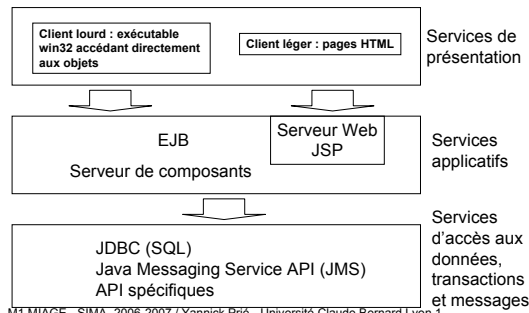 Client lourd : exécutable
win32 accédant directement
aux objets
Client léger : pages HTML
Services de
présentation
EJB
Serveur de composants
Serveur Web
JSP
Services
applicatifs
JDBC (SQL)
Java Messaging Service API (JMS)
API spécifiques
Services
d'accès aux
données,
transactions
et messages
M1 MIAGE - SIMA 2006-2007 / Yannick Prié - Université Claude Bernard Lyon 1